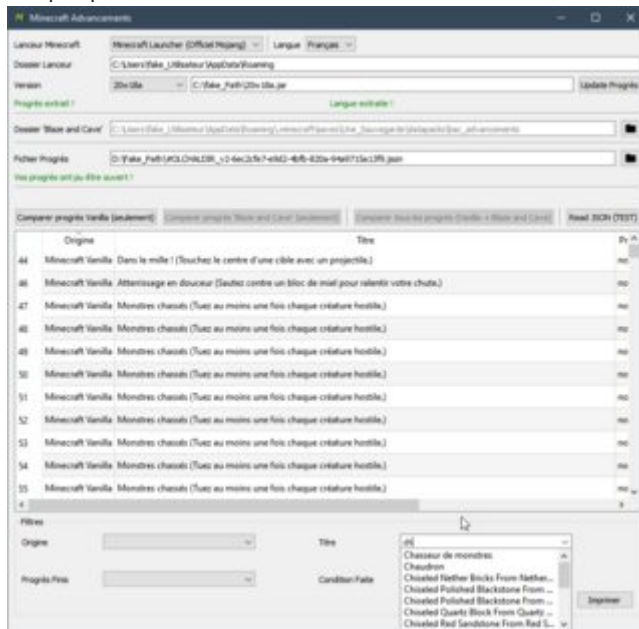 Minecraft Advancements
Lanceur Minecraft Minecraft Launcher (Officiel Mojang) Langue Français
Dossier Lanceur C:\Users\fake_Utilisateur\AppData\Roaming
Version 20w18a C:\fake_Path\20w18a.jar Update Progrès
Progrès extrait ! Langue extraite !
Dossier 'Blaze and Cave'
Fichier Progrès
Vos progrès ont pu être ouvert !
Comparer progrès Vanilla (seulement) Comparer progrès 'Blaze and Cave' (seulement) Comparer tous les progrès (Vanilla + Blaze and Cave) Read JSON (TEST)
Origine Titre Pr
44 Minecraft Vanilla Dans le mille ! (Touchez le centre d'une cible avec un projectile.) no
46 Minecraft Vanilla Atterrissage en douceur (Sautez contre un bloc de miel pour ralentir votre chute.) no
47 Minecraft Vanilla Monstres chassés (Tuez au moins une fois chaque créature hostile.) no
48 Minecraft Vanilla Monstres chassés (Tuez au moins une fois chaque créature hostile.) no
49 Minecraft Vanilla Monstres chassés (Tuez au moins une fois chaque créature hostile.) no
50 Minecraft Vanilla Monstres chassés (Tuez au moins une fois chaque créature hostile.) no
51 Minecraft Vanilla Monstres chassés (Tuez au moins une fois chaque créature hostile.) no
52 Minecraft Vanilla Monstres chassés (Tuez au moins une fois chaque créature hostile.) no
53 Minecraft Vanilla Monstres chassés (Tuez au moins une fois chaque créature hostile.) no
54 Minecraft Vanilla Monstres chassés (Tuez au moins une fois chaque créature hostile.) no
55 Minecraft Vanilla Monstres chassés (Tuez au moins une fois chaque créature hostile.) no
Filtres
Origine Titre ch
Chasseur de monstres
Chaudron
Chiseled Nether Bricks From Nether...
Progrès Finis Condition Faite Chiseled Polished Blackstone From ...
Chiseled Polished Blackstone From ...
Imprimer
Chiseled Quartz Block From Quartz ...
Chiseled Red Sandstone From Red S...